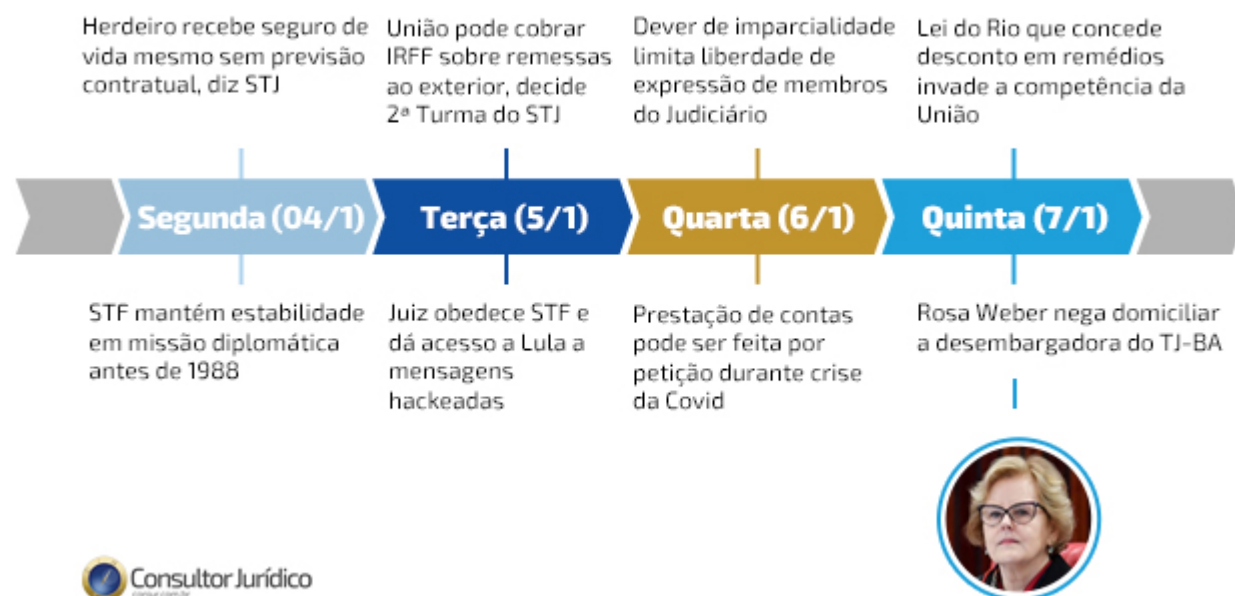 Herdeiro recebe seguro de
vida mesmo sem previsão
contratual, diz STJ
União pode cobrar
IRFF sobre remessas
ao exterior, decide
2ª Turma do STJ
Dever de imparcialidade
limita liberdade de
expressão de membros
do Judiciário
Lei do Rio que concede
desconto em remédios
invade a competência da
União
Segunda (04/1)
Terça (5/1)
Quarta (6/1)
Quinta (7/1)
STF mantém estabilidade
em missão diplomática
antes de 1988
Juiz obedece STF e
dá acesso a Lula a
mensagens
hackeadas
Prestação de contas
pode ser feita por
petição durante crise
da Covid
Rosa Weber nega domiciliar
a desembargadora do TJ-BA
Consultor Jurídico
conjur.com.br